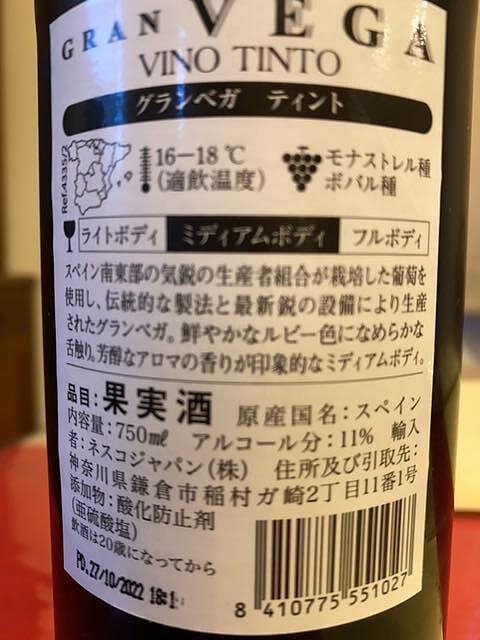 GRAN VEGA
VINO TINTO
グランベガ ティント
Ref.4335/2
16－18 ℃
(適飲温度)
モナストレル種
ボバル種
ライトボディ ミディアムボディ フルボディ
スペイン南東部の気鋭の生産者組合が栽培した葡萄を
使用し、伝統的な製法と最新鋭の設備により生産
されたグランベガ。鮮やかなルビー色になめらかな
舌触り。芳醇なアロマの香りが印象的なミディアムボディ。
品目:果実酒 原産国名:スペイン
内容量:750㎖ アルコール分:11% 輸入
者:ネスコジャパン(株) 住所及び引取先:
神奈川県鎌倉市稲村ガ崎2丁目11番1号
添加物:酸化防止剤
(亜硫酸塩)
飲酒は20歳になってから
PD.27/10/2022
8 410775 551027